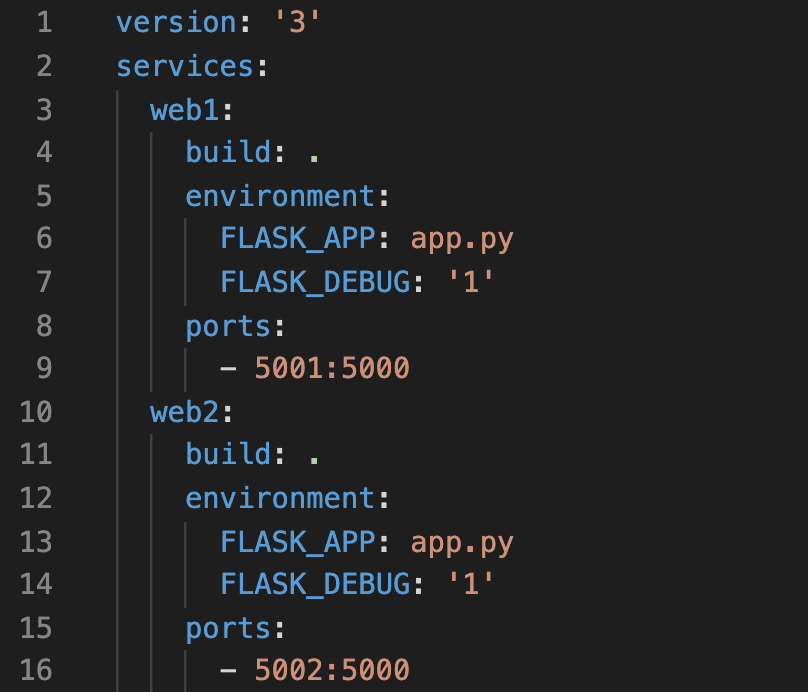 1 version: '3'
2 services:
3   web1:
4     build: .
5     environment:
6       FLASK_APP: app.py
7       FLASK_DEBUG: '1'
8     ports:
9       - 5001:5000
10   web2:
11     build: .
12     environment:
13       FLASK_APP: app.py
14       FLASK_DEBUG: '1'
15     ports:
16       - 5002:5000